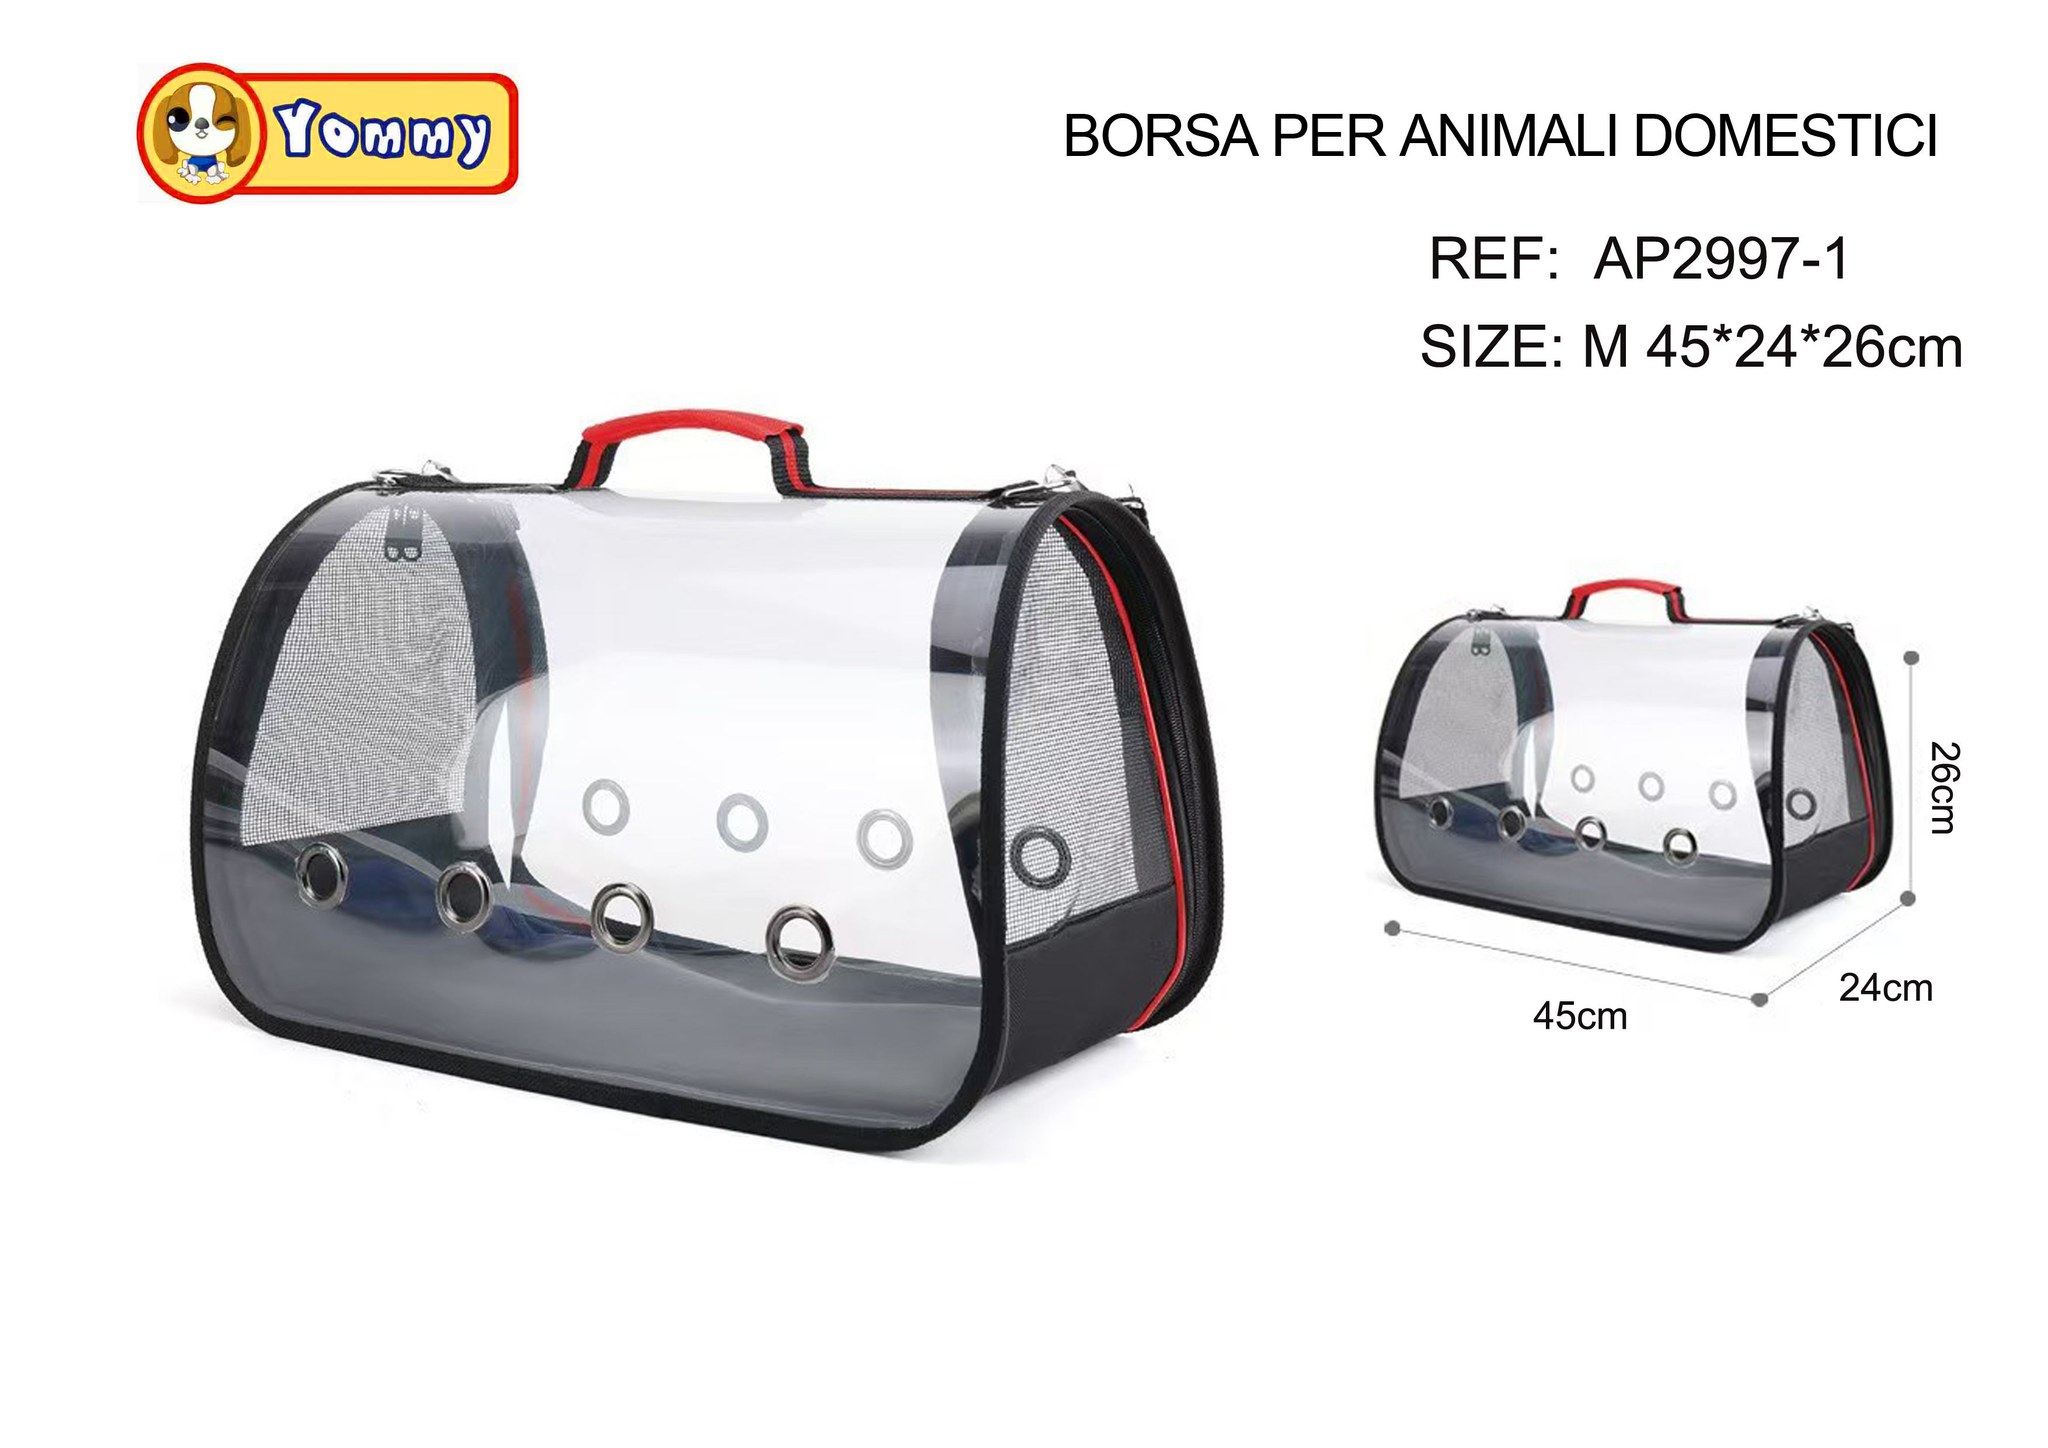 Yommy
BORSA PER ANIMALI DOMESTICI
REF: AP2997-1
SIZE: M 45*24*26cm
26cm
24cm
45cm